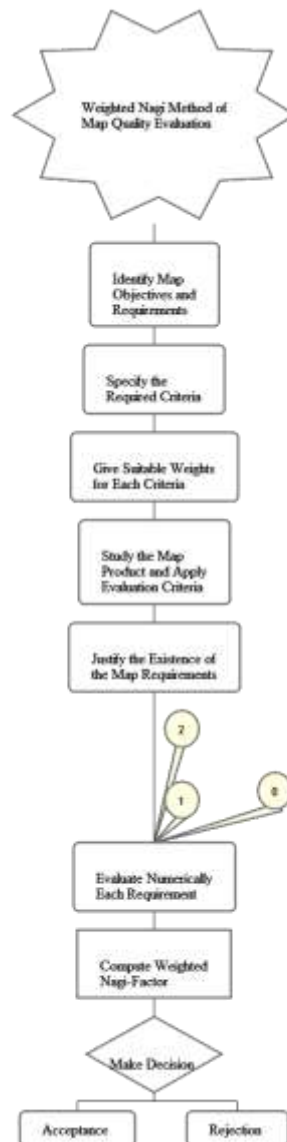 Weighted Nagi Method of
Map Quality Evaluation
Identify Map
Objectives and
Requirements
Specify the
Required Criteria
Give Suitable Weights
for Each Criteria
Study the Map
Product and Apply
Evaluation Criteria
Justify the Existence of
the Map Requirements
2
1
0
Evaluate Numerically
Each Requirement
Compute Weighted
Nagi-Factor
Make Decision
Acceptance
Rejection